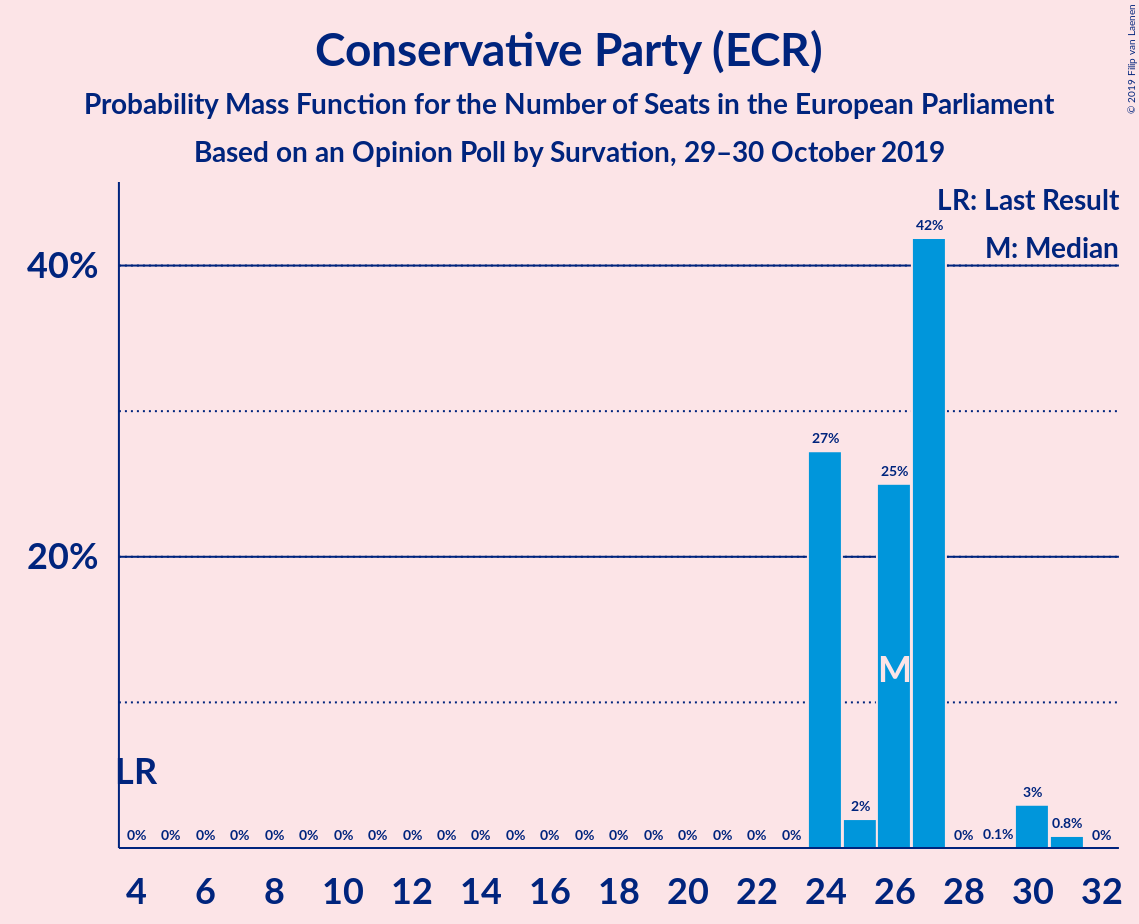 Conservative Party (ECR)
Probability Mass Function for the Number of Seats in the European Parliament
Based on an Opinion Poll by Survation, 29–30 October 2019
© 2019 Filip van Laenen
LR: Last Result
M: Median
40%
20%
42%
27%
25%
M
LR
0% 0% 0% 0% 0% 0% 0% 0% 0% 0% 0% 0% 0% 0% 0% 0% 0% 0% 0% 0% 2% 0% 0.1% 3% 0.8% 0%
4 6 8 10 12 14 16 18 20 22 24 26 28 30 32